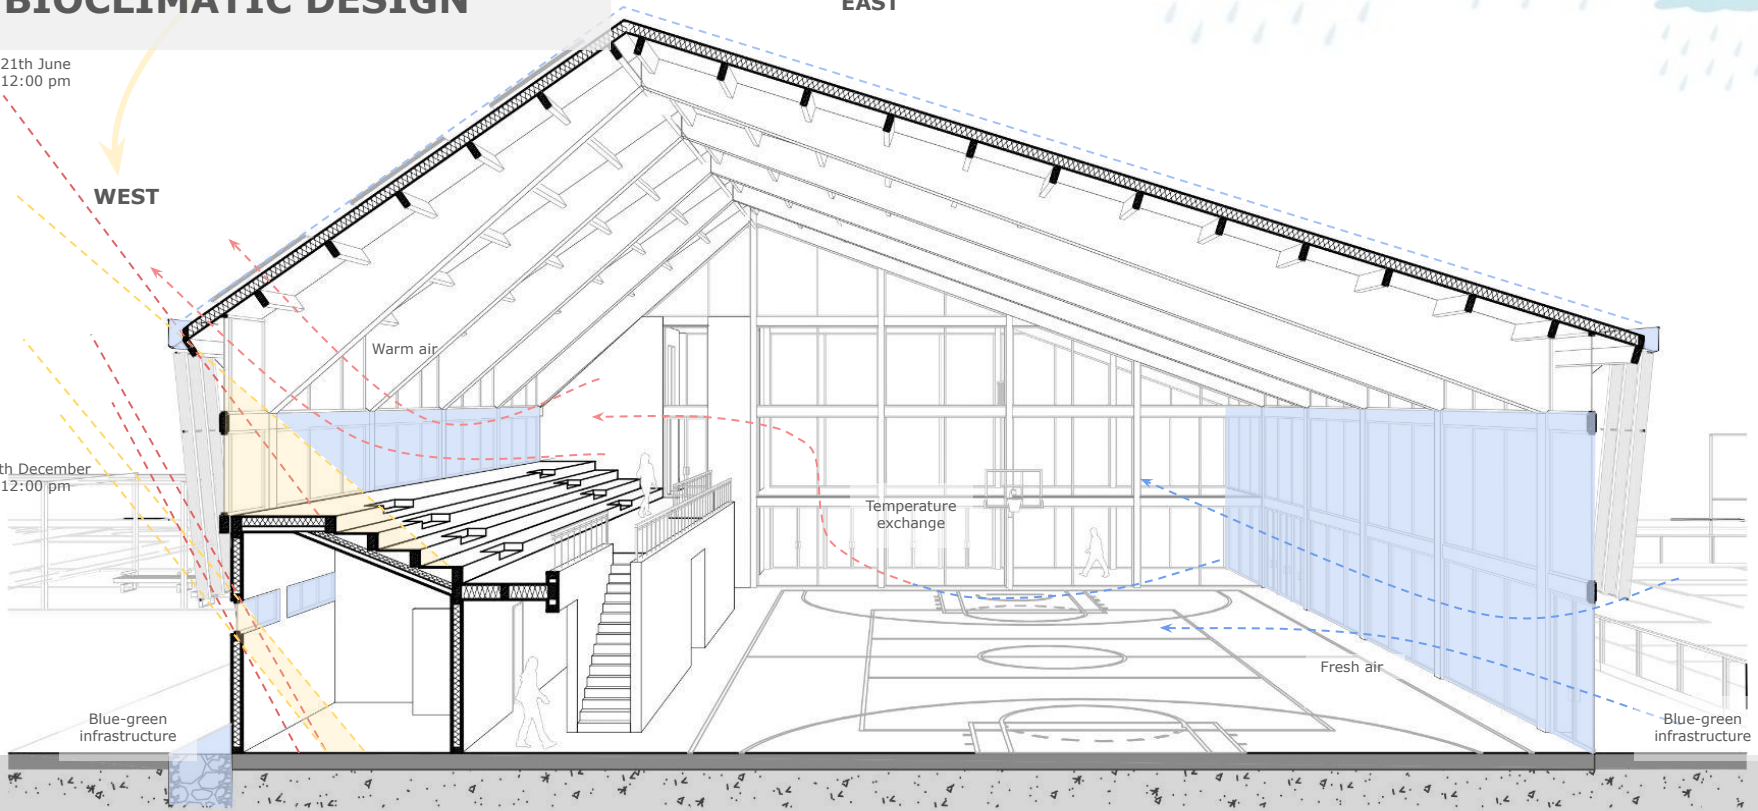 BIOCLIMATIC DESIGN
EAST
21th June
12:00 pm
WEST
Warm air
th December
12:00 pm
Temperature
exchange
Fresh air
Blue-green
infrastructure
Blue-green
infrastructure